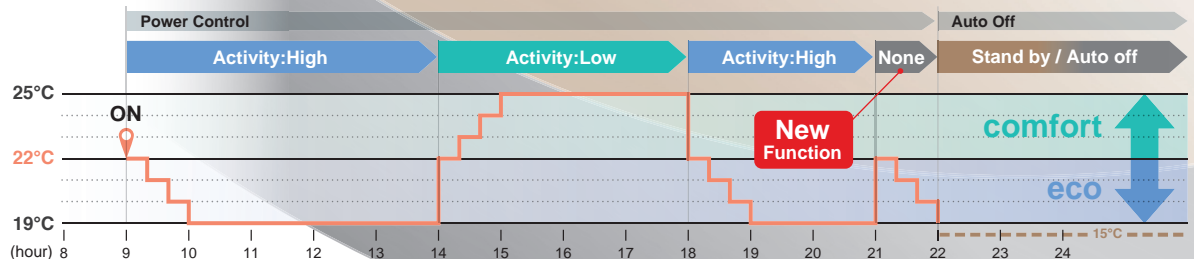 Power Control
Auto Off
Activity:High
Activity:Low
Activity:High
None
Stand by / Auto off
25°C
ON
New
Function
comfort
22°C
eco
19°C
15°C
(hour) 8 9 10 11 12 13 14 15 16 17 18 19 20 21 22 23 24